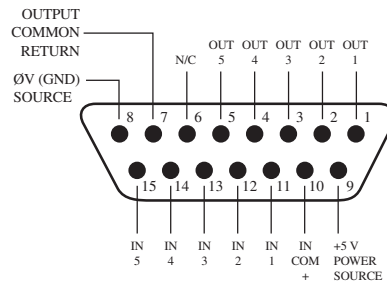 OUTPUT
COMMON
RETURN
ØV (GND)
SOURCE
N/C
OUT OUT OUT OUT OUT
5 4 3 2 1
8 7 6 5 4 3 2 1
15 14 13 12 11 10 9
IN IN IN IN IN IN +5 V
5 4 3 2 1 COM POWER
+ SOURCE